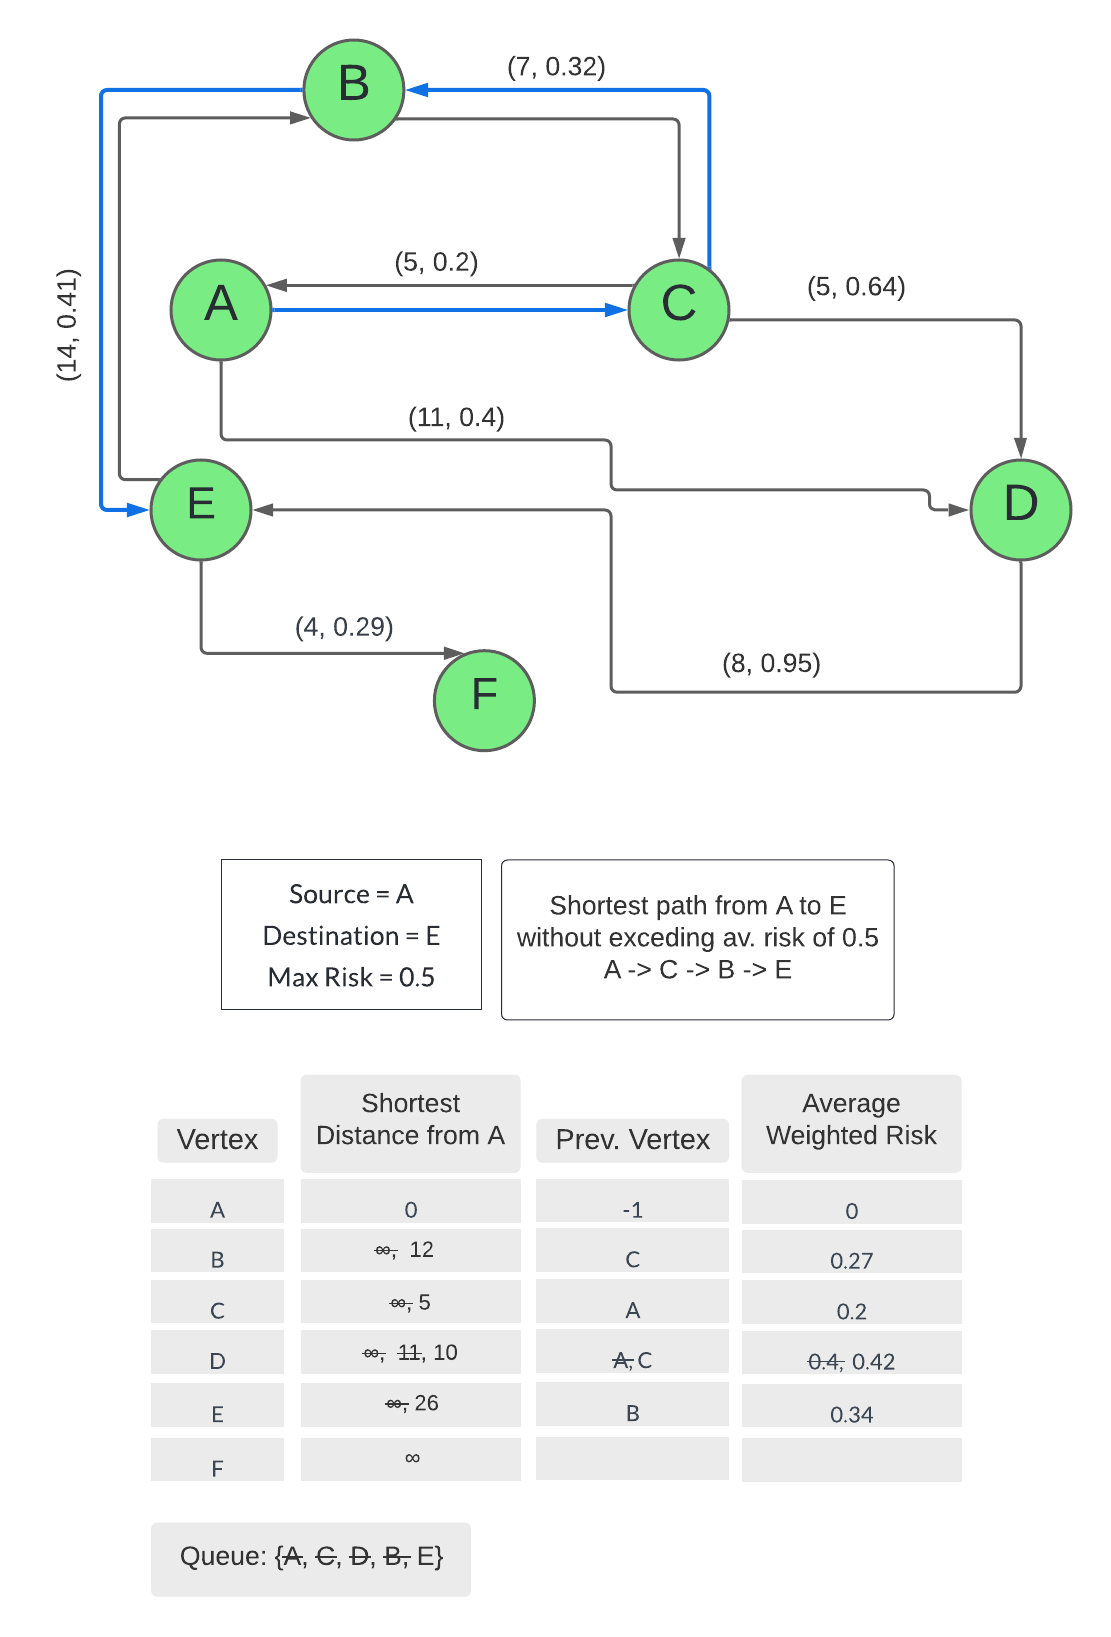 B
(7, 0.32)
(14, 0.41)
(5, 0.2)
A
C
(5, 0.64)
(11, 0.4)
E
D
(4, 0.29)
(8, 0.95)
F
Source = A
Destination = E
Max Risk = 0.5
Shortest path from A to E
without exceding av. risk of 0.5
A -> C -> B -> E
Vertex Shortest Distance from A Prev. Vertex Average Weighted Risk
A 0 -1 0
B ∞, 12 C 0.27
C ∞, 5 A 0.2
D ∞, 11, 10 A, C 0.4, 0.42
E ∞, 26 B 0.34
F ∞
Queue: {A, C, D, B, E}